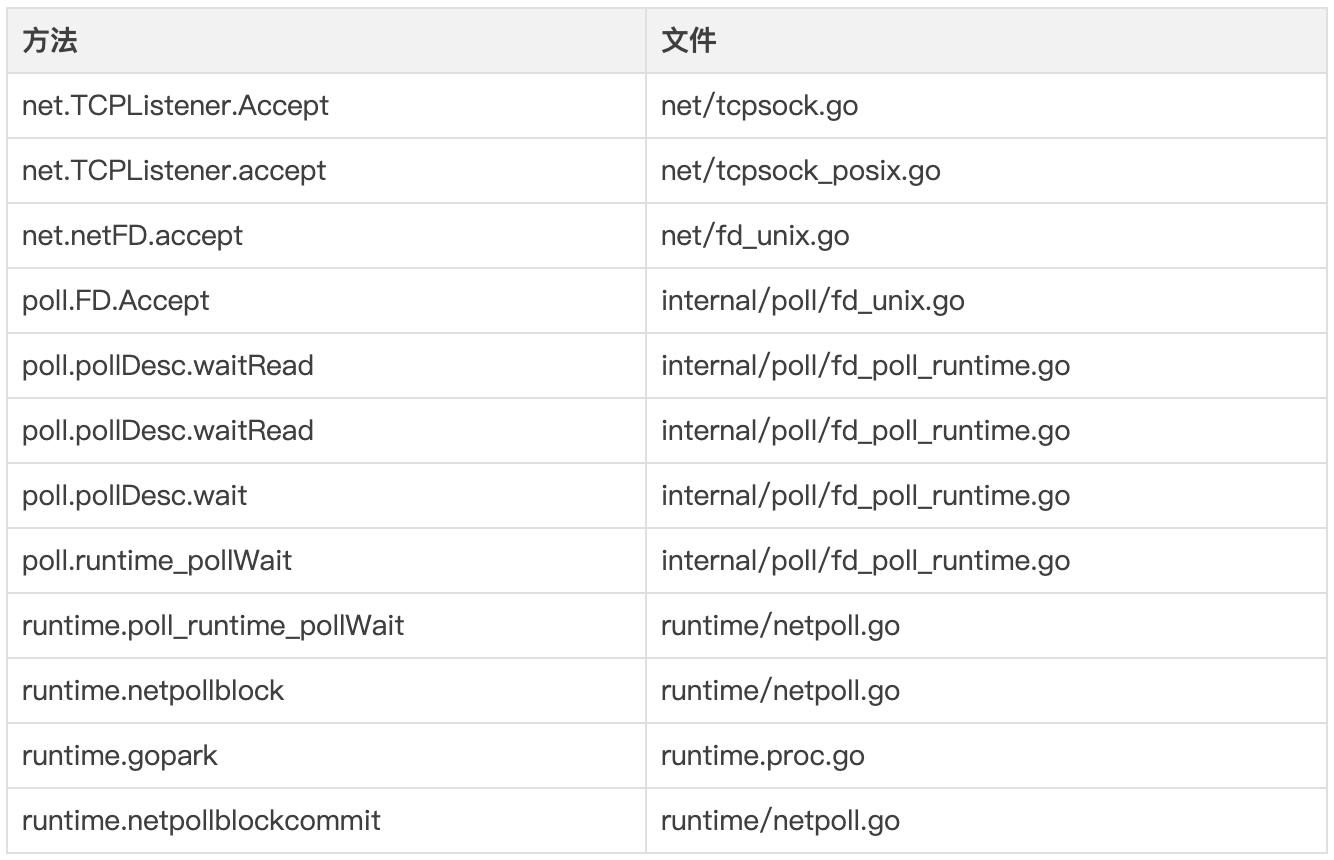 方法 文件
net.TCPListener.Accept net/tcpsock.go
net.TCPListener.accept net/tcpsock_posix.go
net.netFD.accept net/fd_unix.go
poll.FD.Accept internal/poll/fd_unix.go
poll.pollDesc.waitRead internal/poll/fd_poll_runtime.go
poll.pollDesc.waitRead internal/poll/fd_poll_runtime.go
poll.pollDesc.wait internal/poll/fd_poll_runtime.go
poll.runtime_pollWait internal/poll/fd_poll_runtime.go
runtime.poll_runtime_pollWait runtime/netpoll.go
runtime.netpollblock runtime/netpoll.go
runtime.gopark runtime.proc.go
runtime.netpollblockcommit runtime/netpoll.go